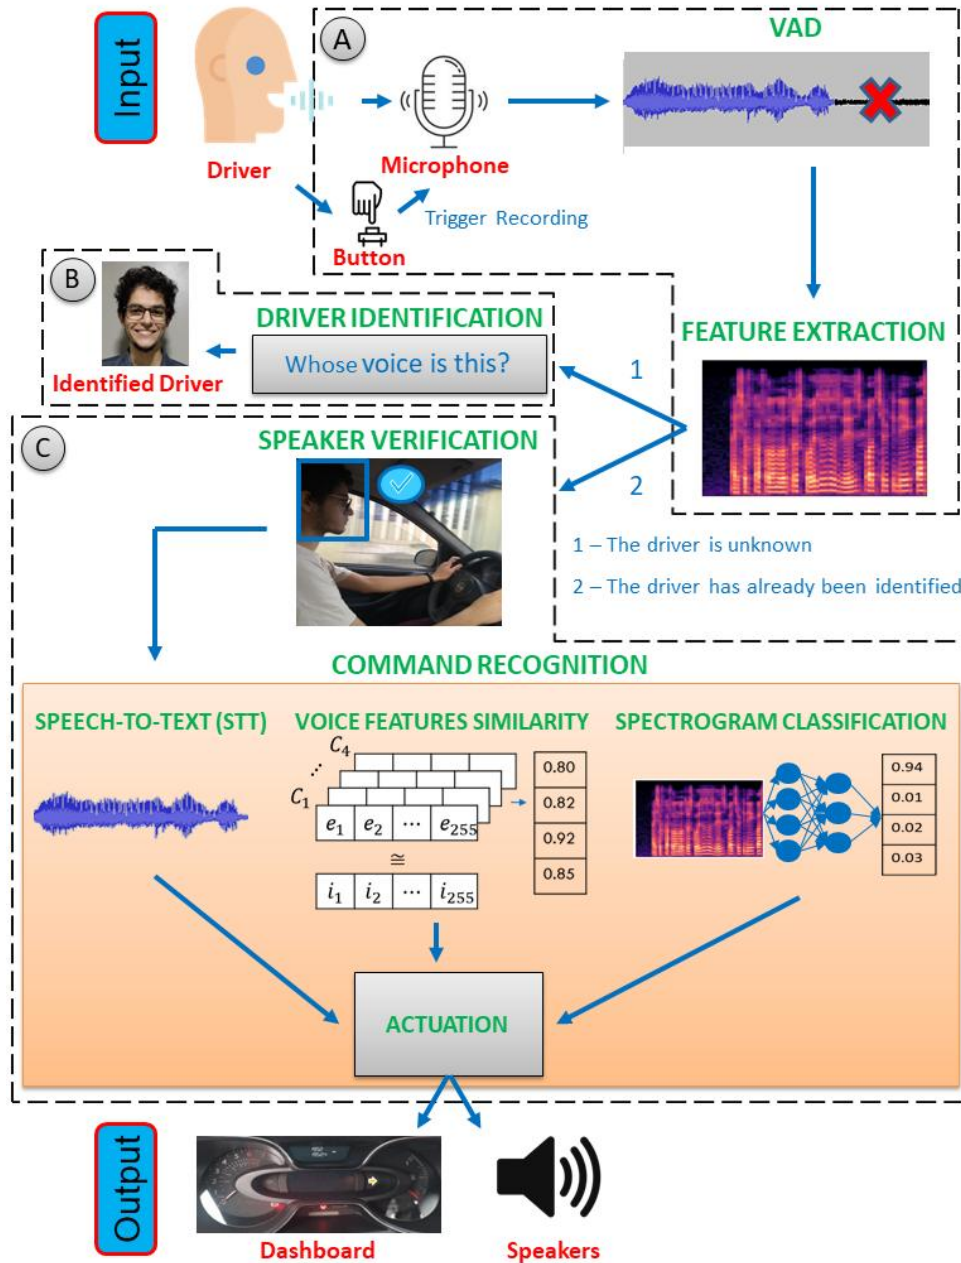 Input
A
VAD
Driver
Microphone
Trigger Recording
Button
B
DRIVER IDENTIFICATION
Whose voice is this?
Identified Driver
FEATURE EXTRACTION
1
2
C
SPEAKER VERIFICATION
1 – The driver is unknown
2 – The driver has already been identified
COMMAND RECOGNITION
SPEECH-TO-TEXT (STT)
VOICE FEATURES SIMILARITY
SPECTROGRAM CLASSIFICATION
C₄
⋰
C₁
e₁ e₂ ⋯ e₂₅₅
≅
i₁ i₂ ⋯ i₂₅₅
0.80
0.82
0.92
0.85
0.94
0.01
0.02
0.03
ACTUATION
Output
Dashboard
Speakers